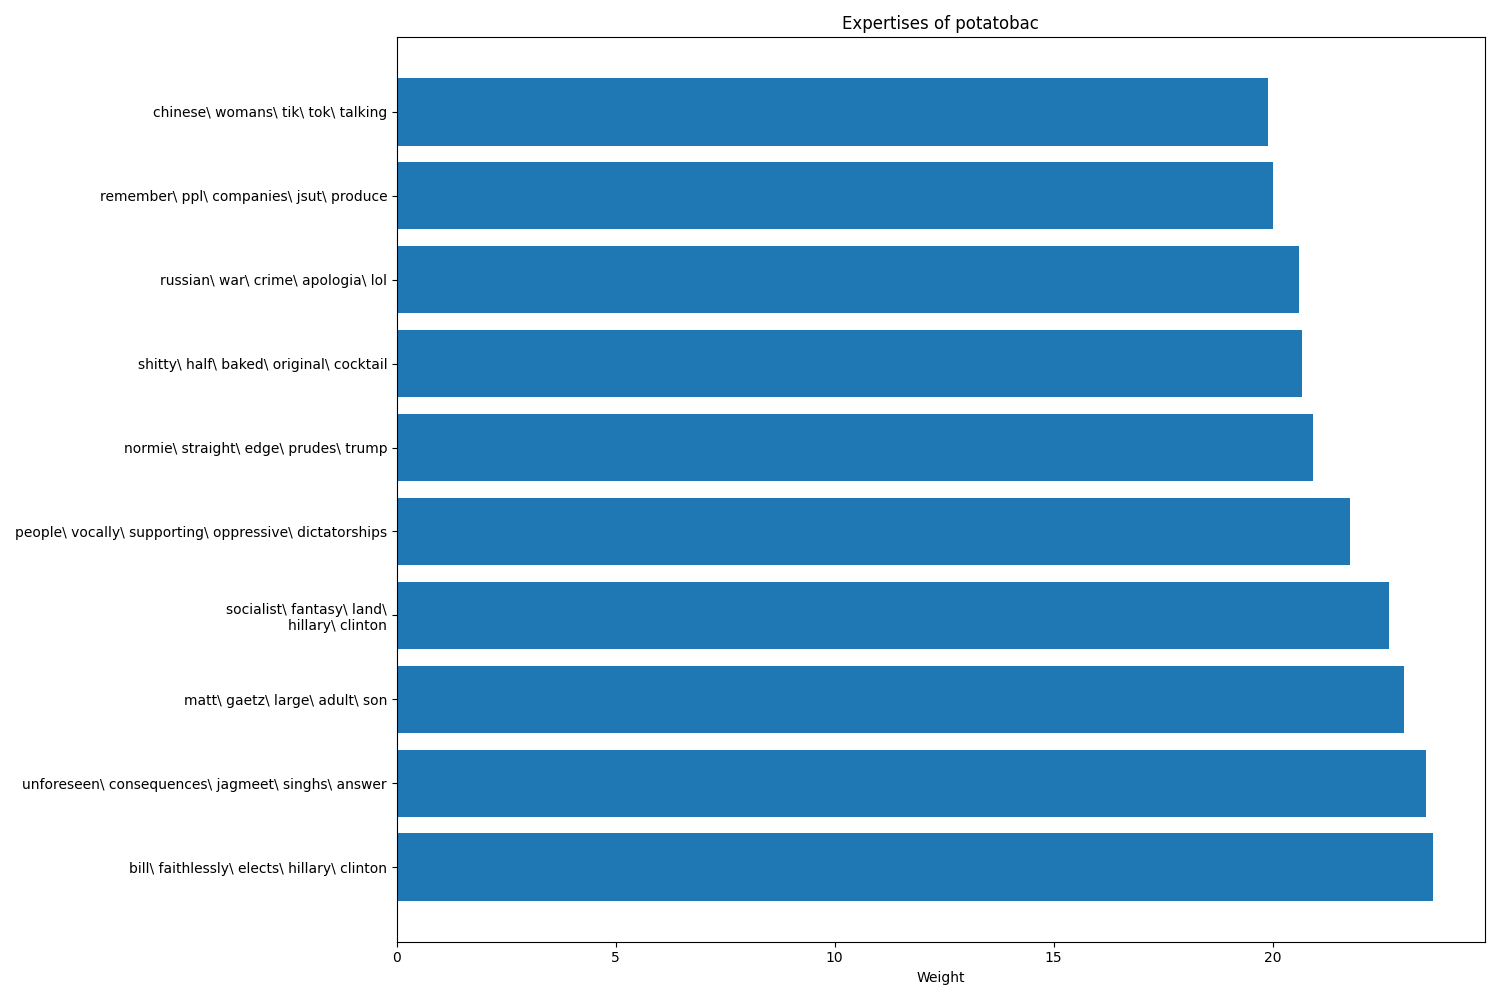 Expertises of potatobac
chinese\ womans\ tik\ tok\ talking
remember\ ppl\ companies\ jsut\ produce
russian\ war\ crime\ apologia\ lol
shitty\ half\ baked\ original\ cocktail
normie\ straight\ edge\ prudes\ trump
people\ vocally\ supporting\ oppressive\ dictatorships
socialist\ fantasy\ land\
hillary\ clinton
matt\ gaetz\ large\ adult\ son
unforeseen\ consequences\ jagmeet\ singhs\ answer
bill\ faithlessly\ elects\ hillary\ clinton
0 5 10 15 20
Weight